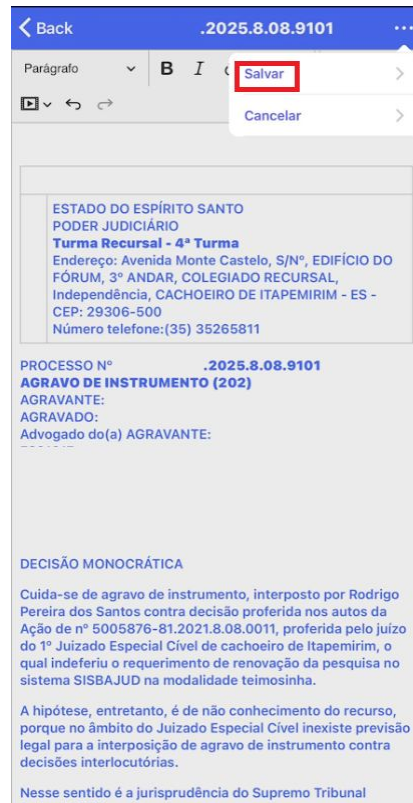 Back .2025.8.08.9101 ...
Parágrafo B I Salvar
Cancelar
ESTADO DO ESPÍRITO SANTO
PODER JUDICIÁRIO
Turma Recursal - 4ª Turma
Endereço: Avenida Monte Castelo, S/Nº, EDIFÍCIO DO
FÓRUM, 3º ANDAR, COLEGIADO RECURSAL,
Independência, CACHOEIRO DE ITAPEMIRIM - ES -
CEP: 29306-500
Número telefone:(35) 35265811
PROCESSO Nº .2025.8.08.9101
AGRAVO DE INSTRUMENTO (202)
AGRAVANTE:
AGRAVADO:
Advogado do(a) AGRAVANTE:
DECISÃO MONOCRÁTICA
Cuida-se de agravo de instrumento, interposto por Rodrigo
Pereira dos Santos contra decisão proferida nos autos da
Ação de nº 5005876-81.2021.8.08.0011, proferida pelo juízo
do 1º Juizado Especial Cível de cachoeiro de Itapemirim, o
qual indeferiu o requerimento de renovação da pesquisa no
sistema SISBAJUD na modalidade teimosinha.
A hipótese, entretanto, é de não conhecimento do recurso,
porque no âmbito do Juizado Especial Cível inexiste previsão
legal para a interposição de agravo de instrumento contra
decisões interlocutórias.
Nesse sentido é a jurisprudência do Supremo Tribunal